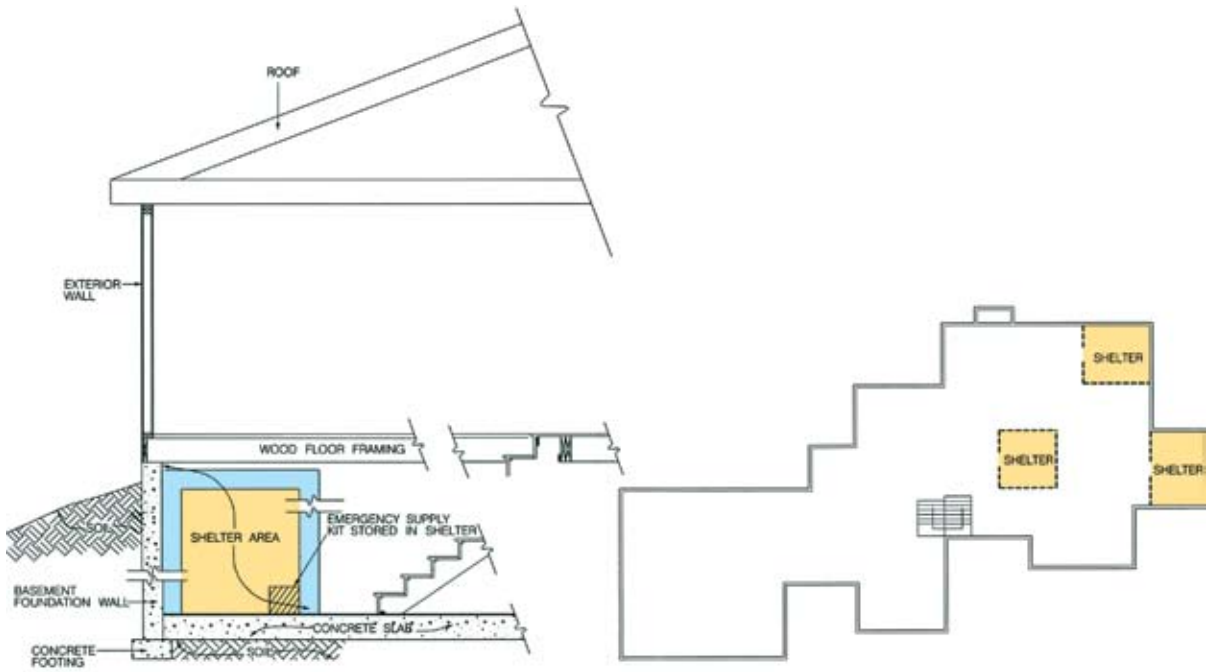 ROOF
EXTERIOR
WALL
WOOD FLOOR FRAMING
SOIL
SHELTER AREA
EMERGENCY SUPPLY
KIT STORED IN SHELTER
BASEMENT
FOUNDATION WALL
CONCRETE SLAB
CONCRETE
FOOTING
SOIL
SHELTER
SHELTER
SHELTER